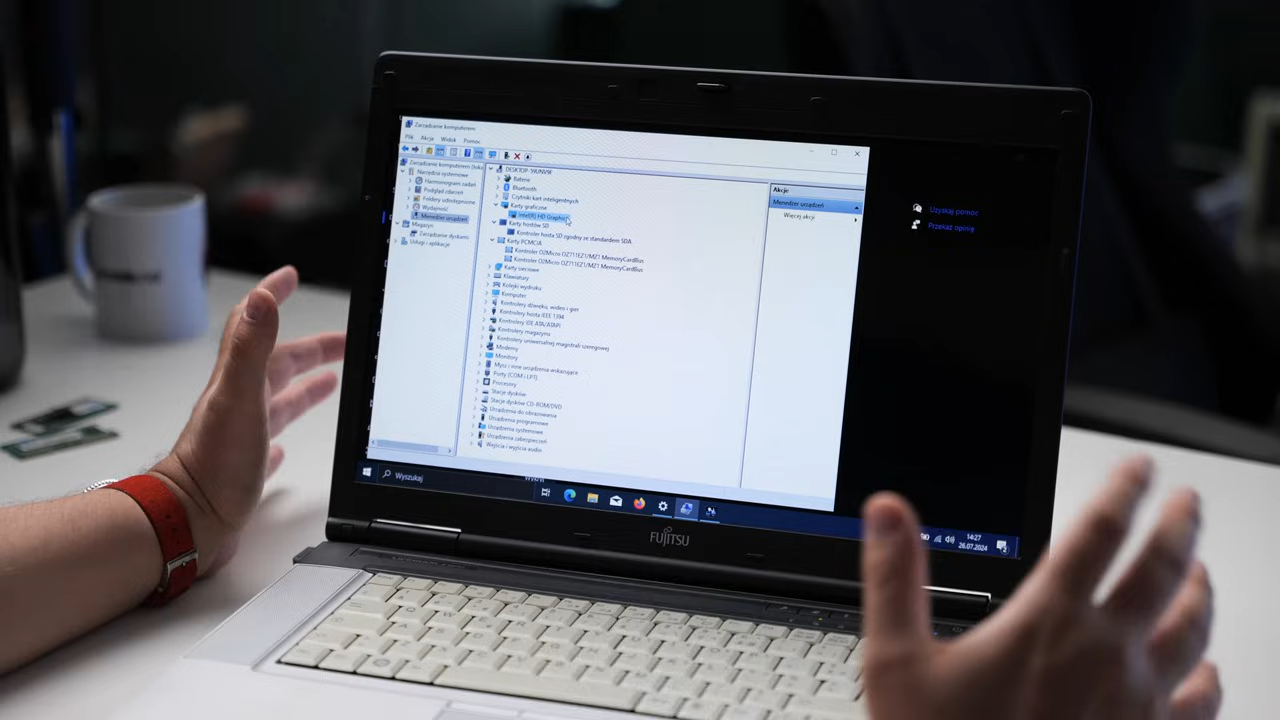 Zarządzanie komputerem
Plik Akcja Widok Pomoc
Zarządzanie komputerem (loka
Narzędzia systemowe
Harmonogram zadań
Podgląd zdarzeń
Foldery udostępnione
Wydajność
Menedżer urządzeń
Magazyn
Zarządzanie dyskami
Usługi i aplikacje
Baterie
Bluetooth
Czytniki kart inteligentnych
Karty graficzne
Intel(R) HD Graphics
Karty hostów SD
Kontroler hosta SD zgodny ze standardem SDA
Karty PCMCIA
Kontroler O2Micro OZ711EZ1/MZ1 MemoryCardBus
Kontroler O2Micro OZ711EZ1/MZ1 MemoryCardBus
Karty sieciowe
Klawiatury
Kolejki wydruku
Komputer
Kontrolery dźwięku, wideo i gier
Kontrolery hosta IEEE 1394
Kontrolery IDE ATA/ATAPI
Kontrolery magazynu
Kontrolery uniwersalnej magistrali szeregowej
Modemy
Monitory
Mysz i inne urządzenia wskazujące
Porty (COM i LPT)
Procesory
Stacje dysków
Stacje dysków CD-ROM/DVD
Urządzenia do obrazowania
Urządzenia programowe
Urządzenia systemowe
Urządzenia zabezpieczeń
Wejścia i wyjścia audio
Akcje
Menedżer urządzeń
Więcej akcji
Uzyskaj pomoc
Przekaż opinię
Wyszukaj
14:27
26.07.2024
FUJITSU